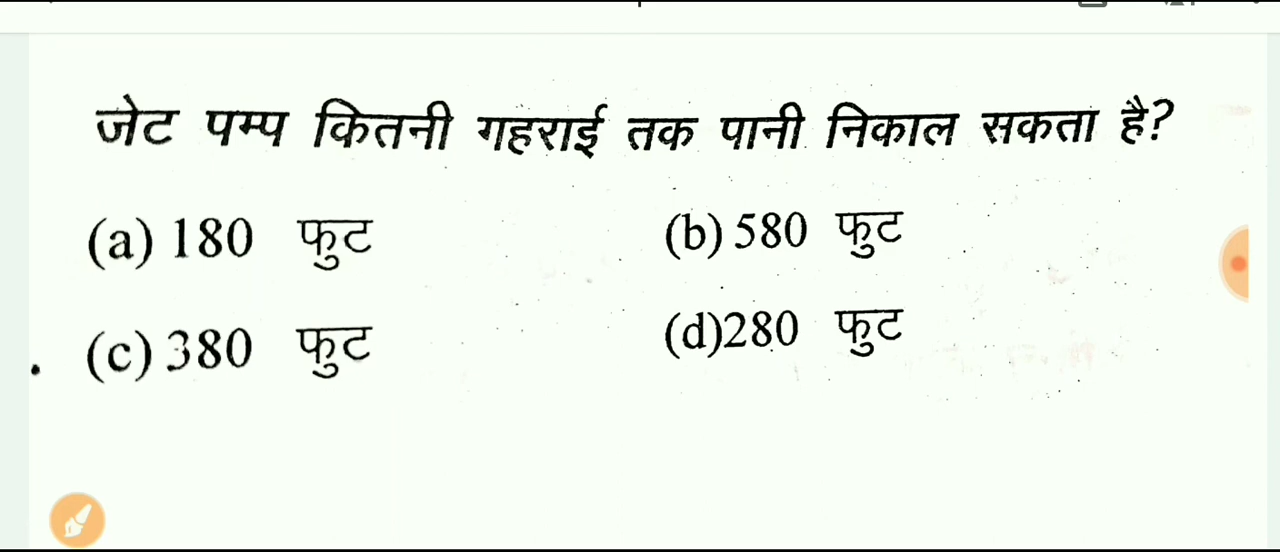 जेट पम्प कितनी गहराई तक पानी निकाल सकता है?
(a) 180 फुट (b) 580 फुट
(c) 380 फुट (d)280 फुट